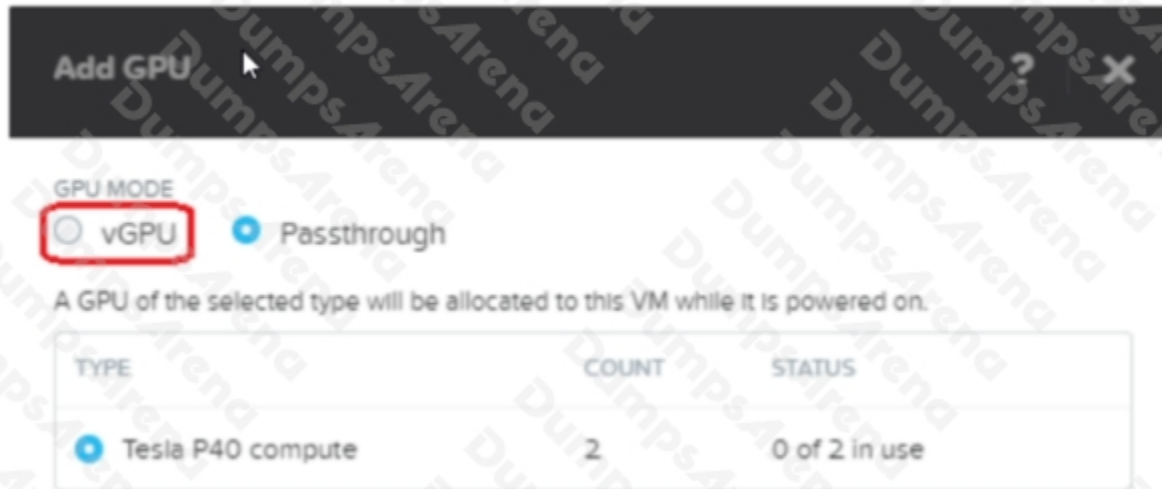 Add GPU ? ×
GPU MODE
vGPU Passthrough
A GPU of the selected type will be allocated to this VM while it is powered on.
TYPE COUNT STATUS
Tesla P40 compute 2 0 of 2 in use
DumpsArena